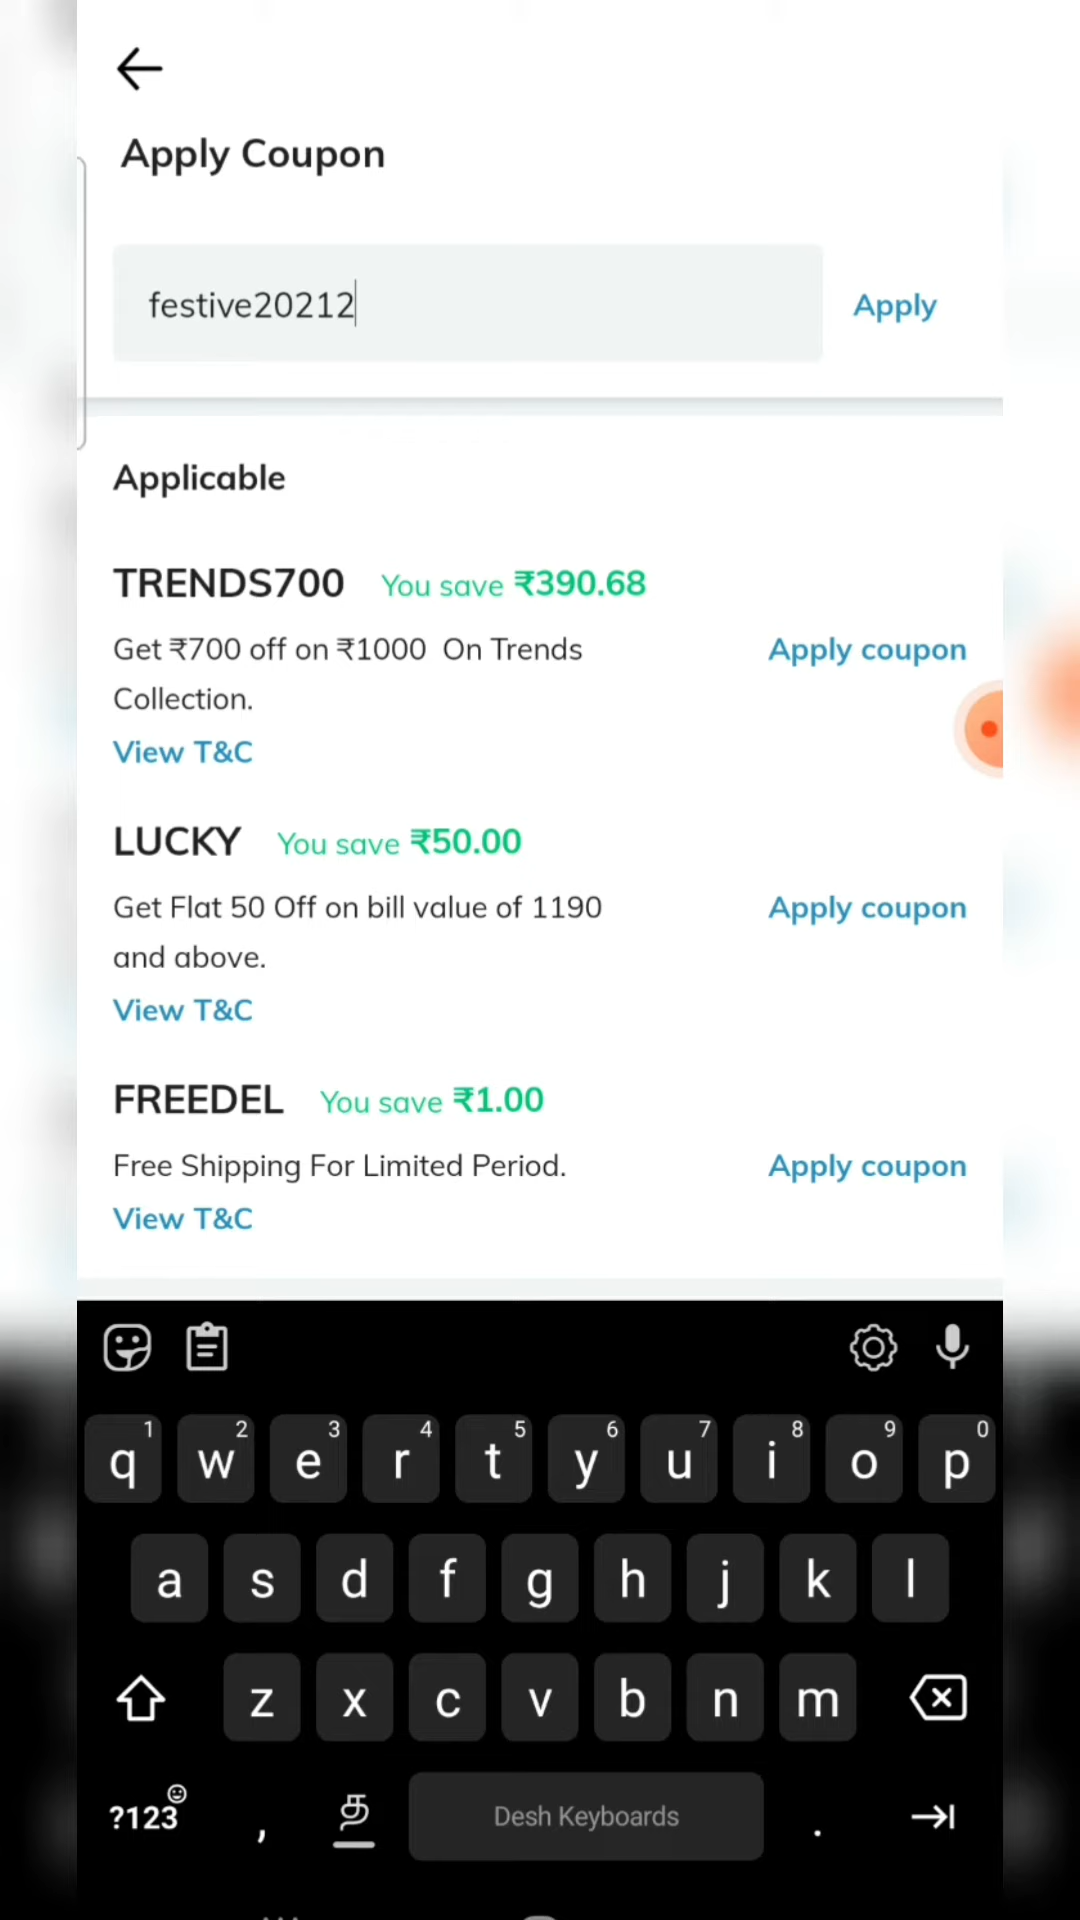 Apply Coupon
festive20212
Apply
Applicable
TRENDS700 You save ₹390.68
Get ₹700 off on ₹1000 On Trends
Collection.
Apply coupon
View T&C
LUCKY You save ₹50.00
Get Flat 50 Off on bill value of 1190
and above.
Apply coupon
View T&C
FREEDEL You save ₹1.00
Free Shipping For Limited Period.
Apply coupon
View T&C
1 2 3 4 5 6 7 8 9 0
q w e r t y u i o p
a s d f g h j k l
z x c v b n m
?123 , த Desh Keyboards .